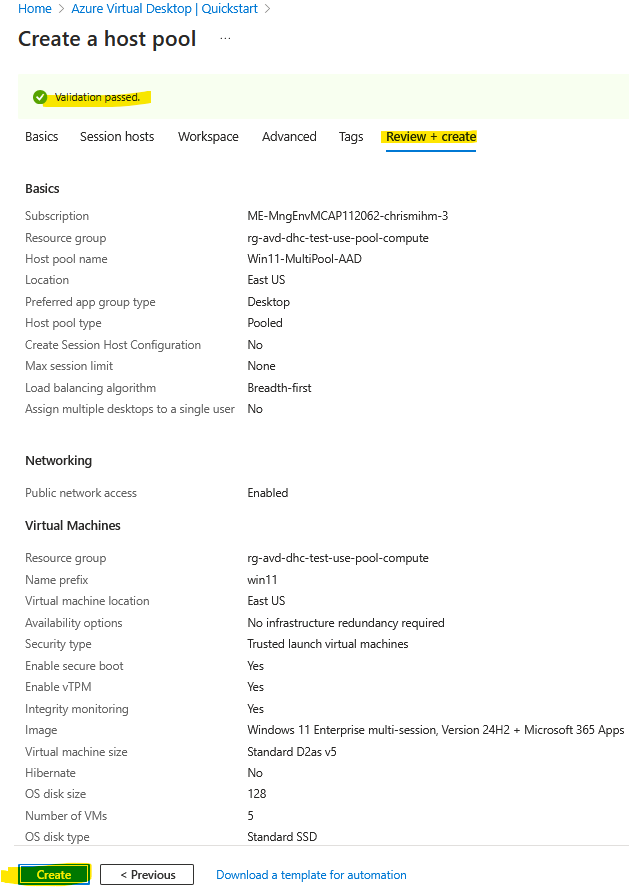 Home > Azure Virtual Desktop | Quickstart >
Create a host pool ...
Validation passed.
Basics Session hosts Workspace Advanced Tags Review + create
Basics
Subscription ME-MngEnvMCAP112062-chrismihm-3
Resource group rg-avd-dhc-test-use-pool-compute
Host pool name Win11-MultiPool-AAD
Location East US
Preferred app group type Desktop
Host pool type Pooled
Create Session Host Configuration No
Max session limit None
Load balancing algorithm Breadth-first
Assign multiple desktops to a single user No
Networking
Public network access Enabled
Virtual Machines
Resource group rg-avd-dhc-test-use-pool-compute
Name prefix win11
Virtual machine location East US
Availability options No infrastructure redundancy required
Security type Trusted launch virtual machines
Enable secure boot Yes
Enable vTPM Yes
Integrity monitoring Yes
Image Windows 11 Enterprise multi-session, Version 24H2 + Microsoft 365 Apps
Virtual machine size Standard D2as v5
Hibernate No
OS disk size 128
Number of VMs 5
OS disk type Standard SSD
Create < Previous Download a template for automation